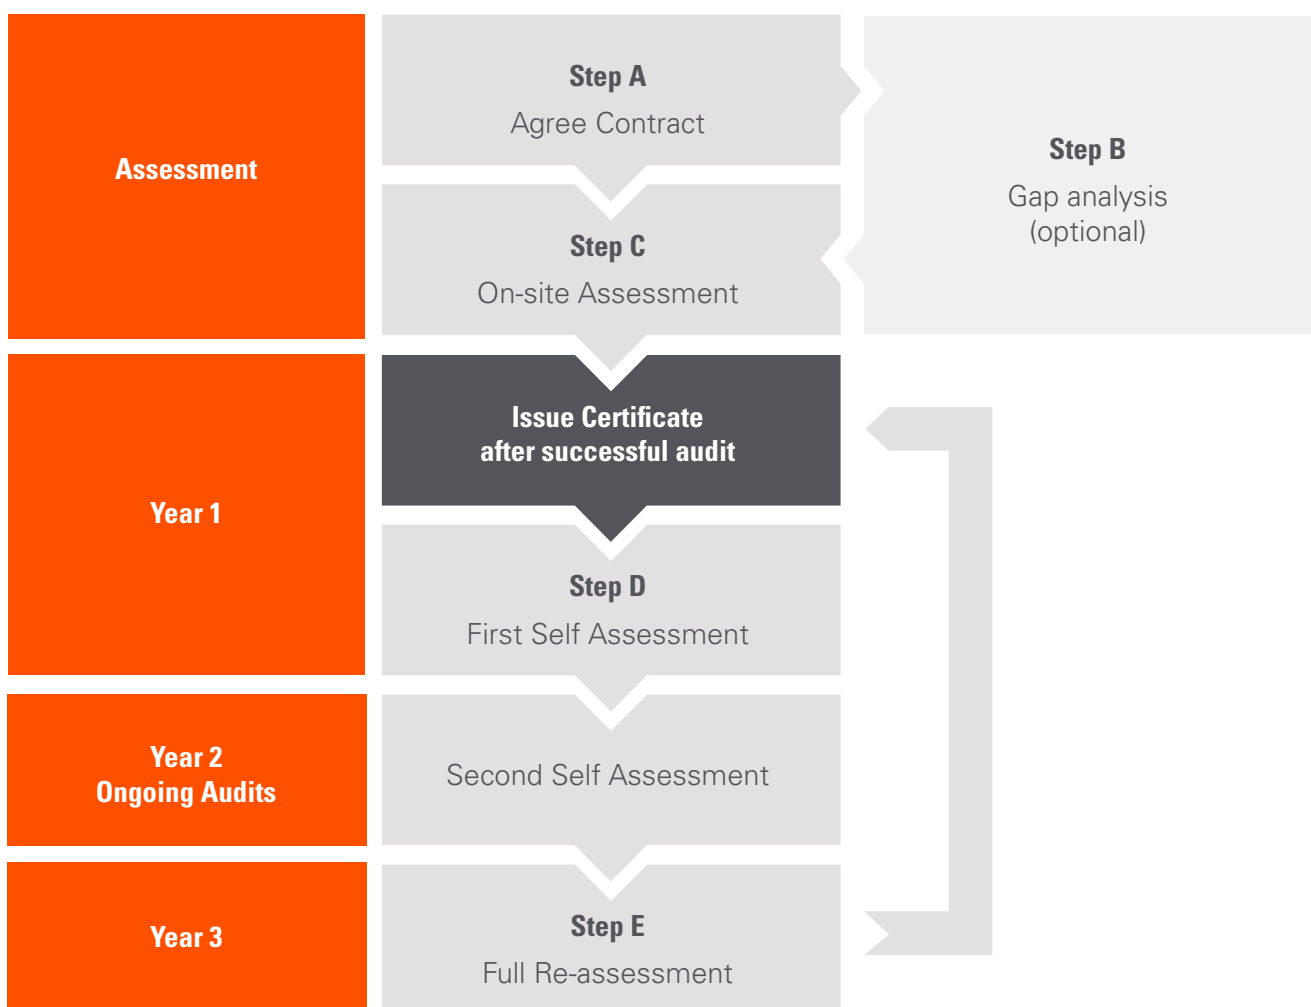 Assessment
Step A
Agree Contract
Step B
Gap analysis
(optional)
Step C
On-site Assessment
Year 1
Issue Certificate
after successful audit
Step D
First Self Assessment
Year 2
Ongoing Audits
Second Self Assessment
Year 3
Step E
Full Re-assessment